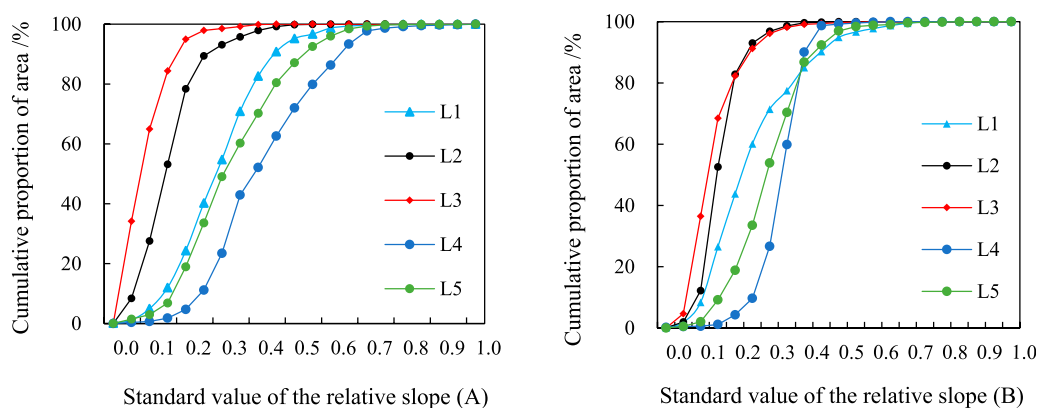 Cumulative proportion of area /%
100
80
60
40
20
0
0.0 0.1 0.2 0.3 0.4 0.5 0.6 0.7 0.8 0.9 1.0
L1
L2
L3
L4
L5
Standard value of the relative slope (A)
Cumulative proportion of area /%
100
80
60
40
20
0
0.0 0.1 0.2 0.3 0.4 0.5 0.6 0.7 0.8 0.9 1.0
L1
L2
L3
L4
L5
Standard value of the relative slope (B)